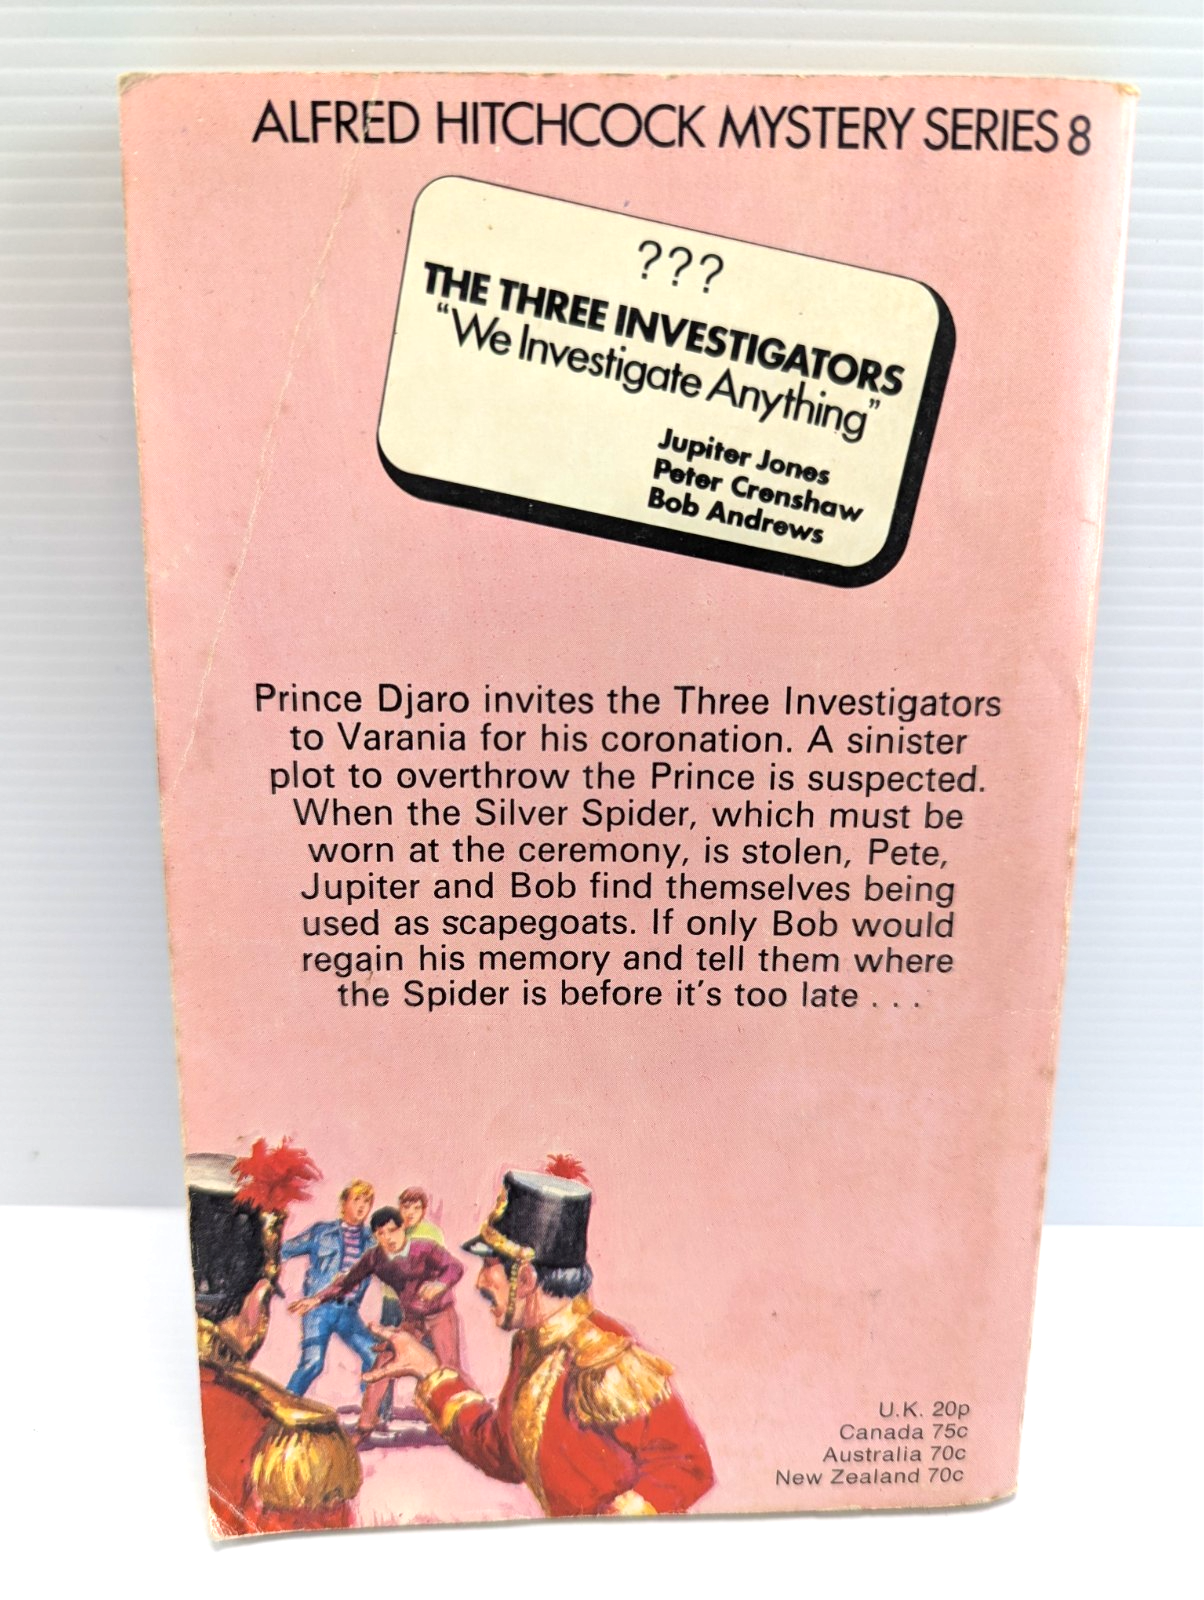 ALFRED HITCHCOCK MYSTERY SERIES 8
???
THE THREE INVESTIGATORS
“We Investigate Anything”
Jupiter Jones
Peter Crenshaw
Bob Andrews
Prince Djaro invites the Three Investigators
to Varania for his coronation. A sinister
plot to overthrow the Prince is suspected.
When the Silver Spider, which must be
worn at the ceremony, is stolen, Pete,
Jupiter and Bob find themselves being
used as scapegoats. If only Bob would
regain his memory and tell them where
the Spider is before it's too late . . .
U.K. 20p
Canada 75c
Australia 70c
New Zealand 70c